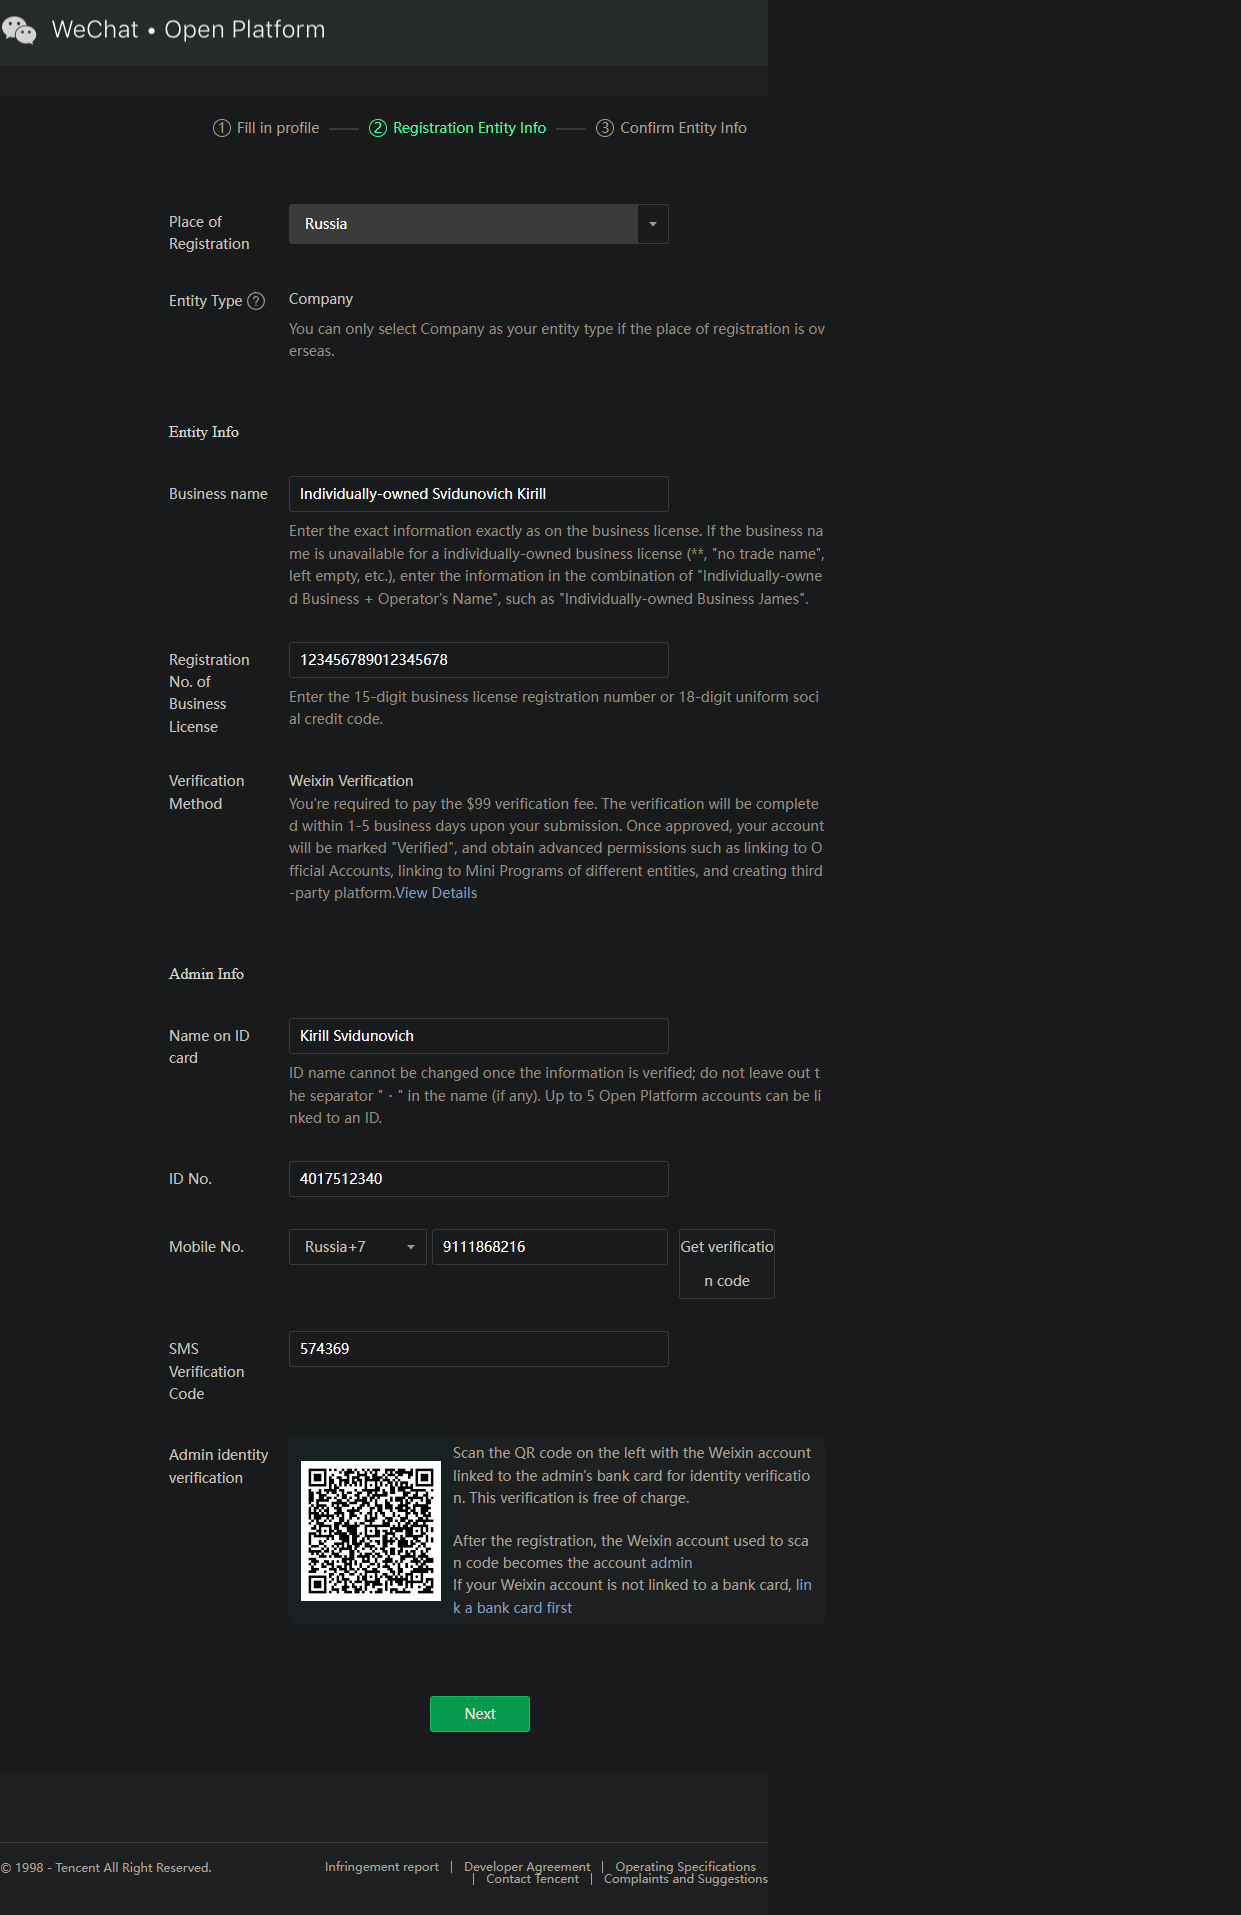 WeChat • Open Platform
1 Fill in profile
2 Registration Entity Info
3 Confirm Entity Info
Place of
Registration
Russia
Entity Type ?
Company
You can only select Company as your entity type if the place of registration is ov
erseas.
Entity Info
Business name
Individually-owned Svidunovich Kirill
Enter the exact information exactly as on the business license. If the business na
me is unavailable for a individually-owned business license (**, "no trade name",
left empty, etc.), enter the information in the combination of "Individually-owne
d Business + Operator's Name", such as "Individually-owned Business James".
Registration
No. of
Business
License
123456789012345678
Enter the 15-digit business license registration number or 18-digit uniform soci
al credit code.
Verification
Method
Weixin Verification
You're required to pay the $99 verification fee. The verification will be complete
d within 1-5 business days upon your submission. Once approved, your account
will be marked "Verified", and obtain advanced permissions such as linking to O
fficial Accounts, linking to Mini Programs of different entities, and creating third
-party platform.View Details
Admin Info
Name on ID
card
Kirill Svidunovich
ID name cannot be changed once the information is verified; do not leave out t
he separator " · " in the name (if any). Up to 5 Open Platform accounts can be li
nked to an ID.
ID No.
4017512340
Mobile No.
Russia+7
9111868216
Get verificatio
n code
SMS
Verification
Code
574369
Admin identity
verification
Scan the QR code on the left with the Weixin account
linked to the admin's bank card for identity verificatio
n. This verification is free of charge.
After the registration, the Weixin account used to sca
n code becomes the account admin
If your Weixin account is not linked to a bank card, lin
k a bank card first
Next
© 1998 - Tencent All Right Reserved.
Infringement report | Developer Agreement | Operating Specifications
| Contact Tencent | Complaints and Suggestions